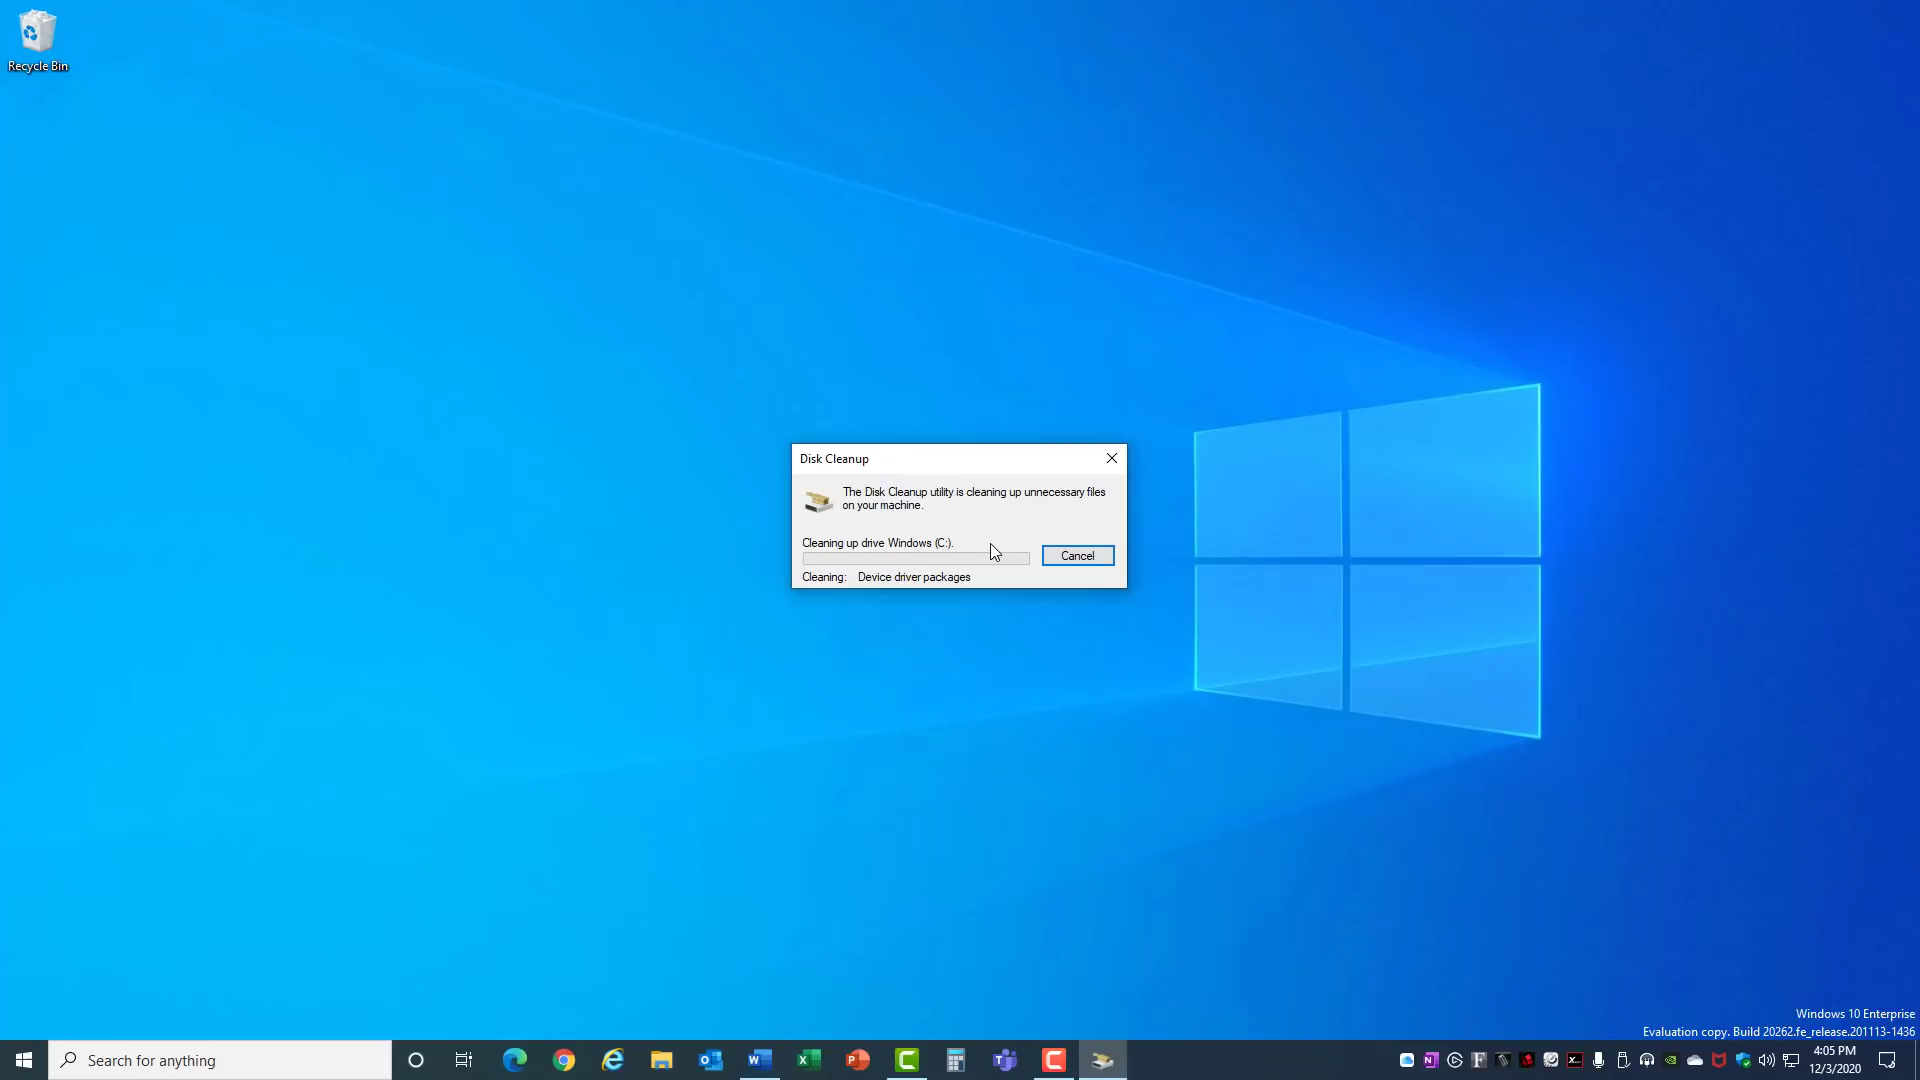 Recycle Bin
Disk Cleanup
The Disk Cleanup utility is cleaning up unnecessary files
on your machine.
Cleaning up drive Windows (C:).
Cancel
Cleaning: Device driver packages
Windows 10 Enterprise
Evaluation copy. Build 20262.fe_release.201113-1436
Search for anything
4:05 PM
12/3/2020